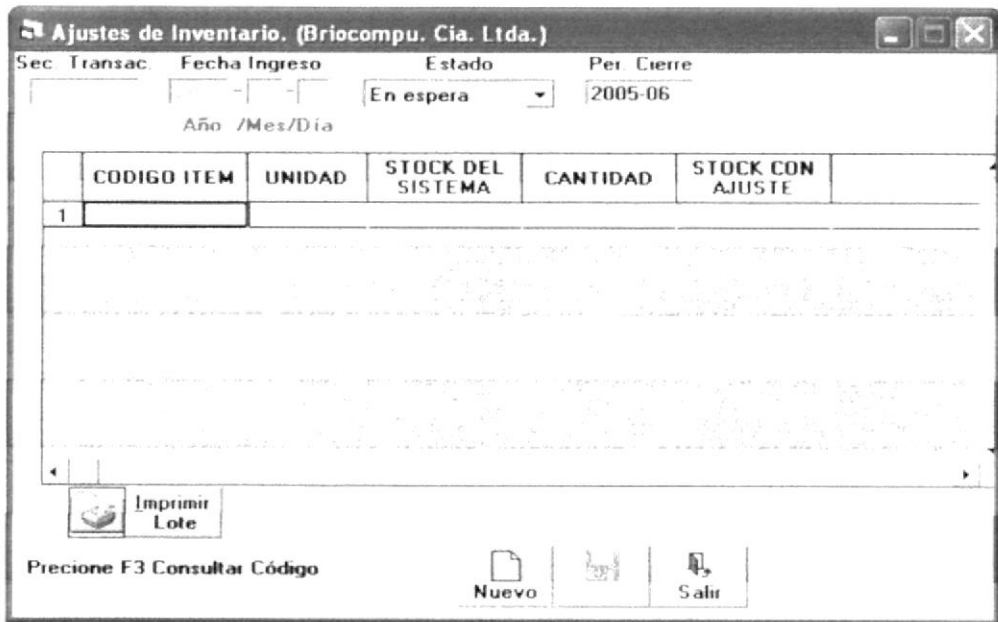 Ajustes de Inventario. (Briocompu. Cia. Ltda.)
Sec. Transac. Fecha Ingreso Estado Per. Cierre
- - En espera 2005-06
Año /Mes/Día
CODIGO ITEM UNIDAD STOCK DEL SISTEMA CANTIDAD STOCK CON AJUSTE
1
Imprimir
Lote
Precione F3 Consultar Código
Nuevo Salir